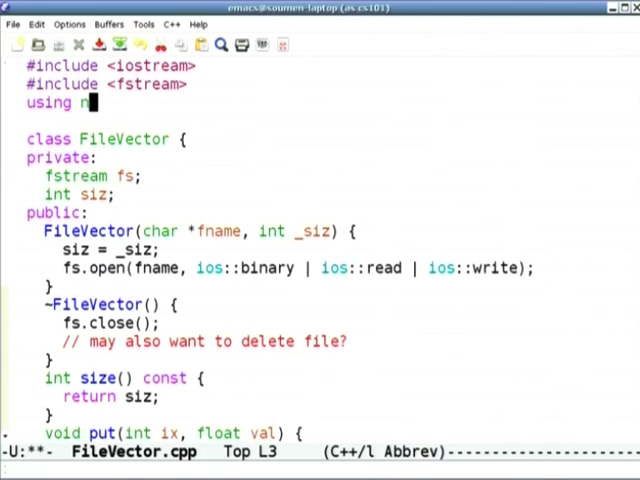 emacs@soumen-laptop (as cs101)
File Edit Options Buffers Tools C++ Help
#include <iostream>
#include <fstream>
using n
class FileVector {
private:
fstream fs;
int siz;
public:
FileVector(char *fname, int _siz) {
siz = _siz;
fs.open(fname, ios::binary | ios::read | ios::write);
}
~FileVector() {
fs.close();
// may also want to delete file?
}
int size() const {
return siz;
}
void put(int ix, float val) {
-U:**- FileVector.cpp Top L3 (C++/l Abbrev)-----------------------